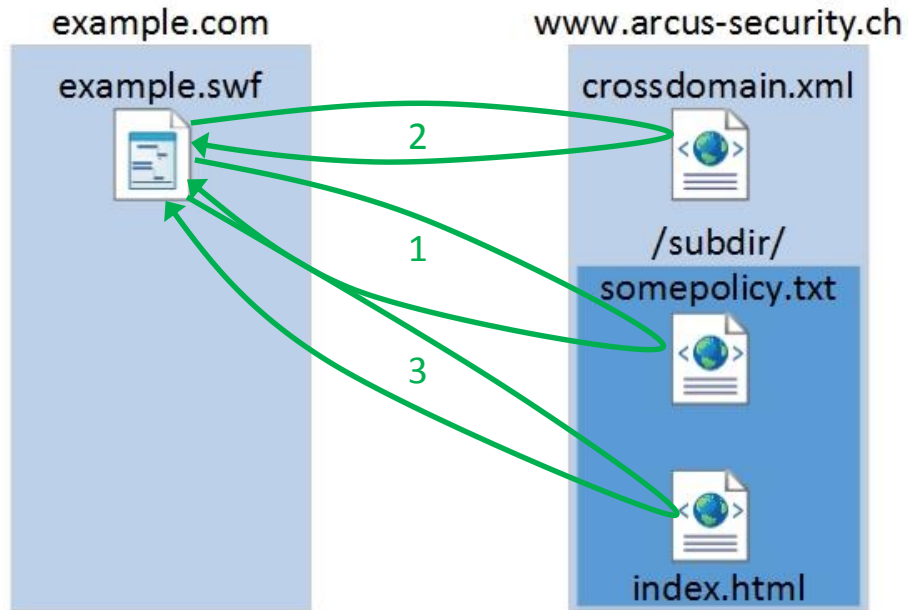 example.com
www.arcus-security.ch
example.swf
crossdomain.xml
2
1
/subdir/
somepolicy.txt
3
index.html